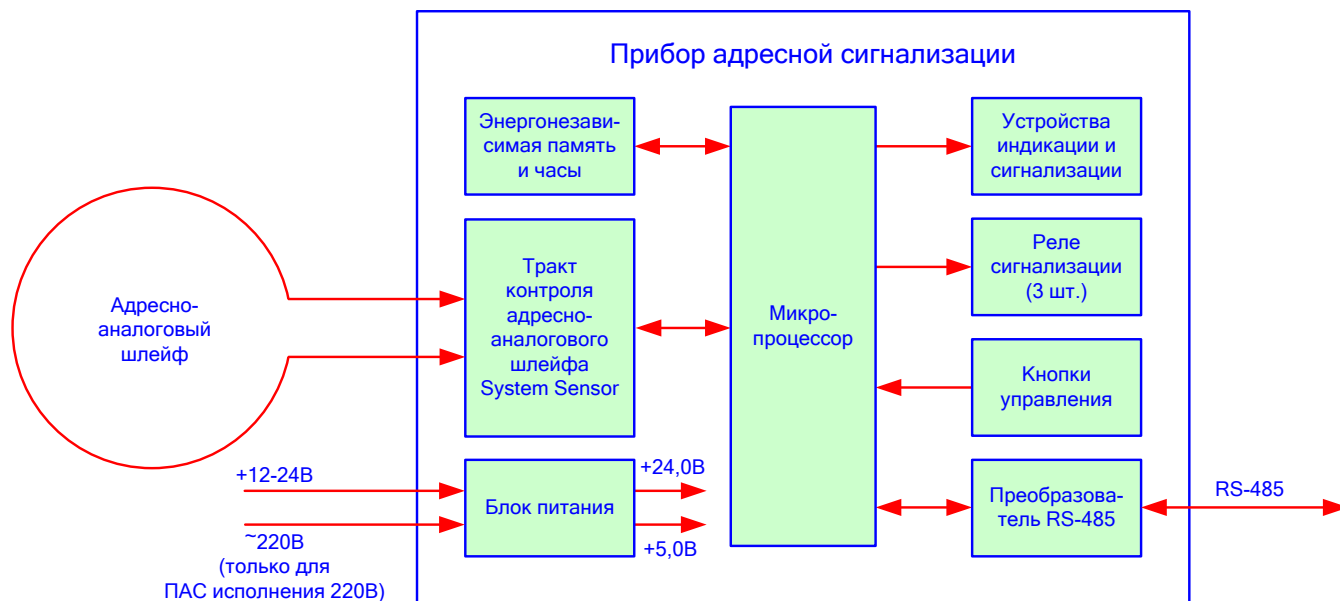 Прибор адресной сигнализации
Энергонезави-
симая память
и часы
Устройства
индикации и
сигнализации
Адресно-
аналоговый
шлейф
Тракт
контроля
адресно-
аналогового
шлейфа
System Sensor
Микро-
процессор
Реле
сигнализации
(3 шт.)
Кнопки
управления
+12-24В
~220В
(только для
ПАС исполнения 220В)
Блок питания
+24,0В
+5,0В
Преобразова-
тель RS-485
RS-485